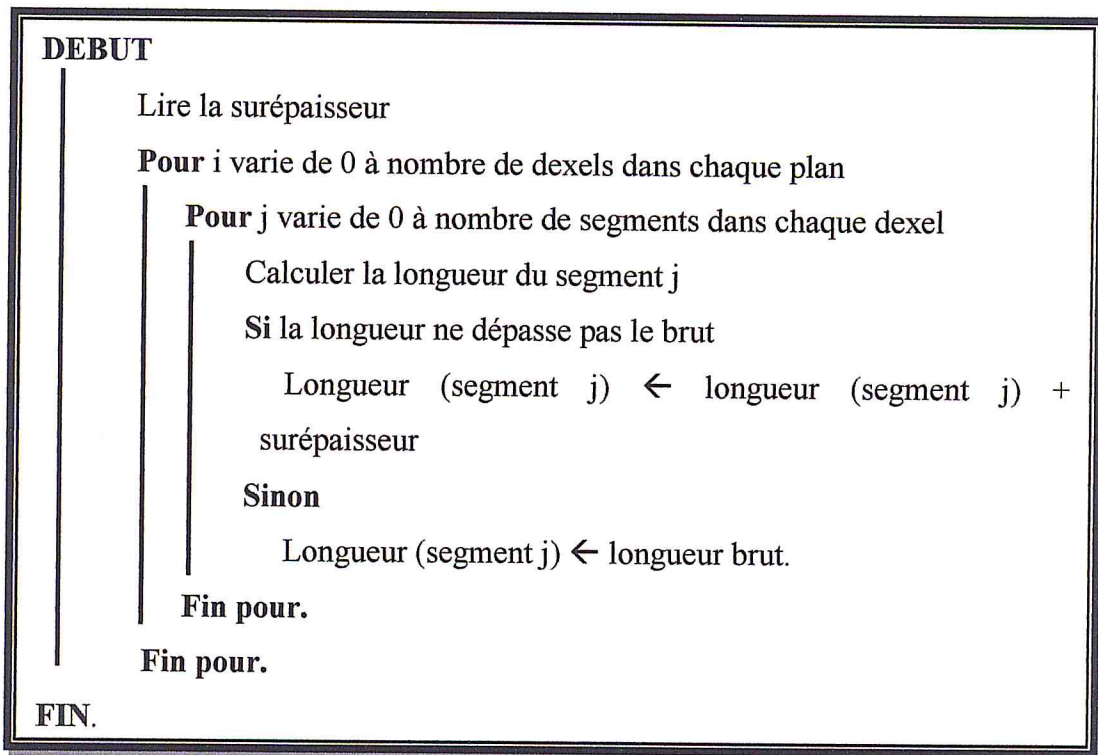 DEBUT
Lire la surépaisseur
Pour i varie de 0 à nombre de dexels dans chaque plan
Pour j varie de 0 à nombre de segments dans chaque dexel
Calculer la longueur du segment j
Si la longueur ne dépasse pas le brut
Longueur (segment j) ← longueur (segment j) +
surépaisseur
Sinon
Longueur (segment j) ← longueur brut.
Fin pour.
Fin pour.
FIN.